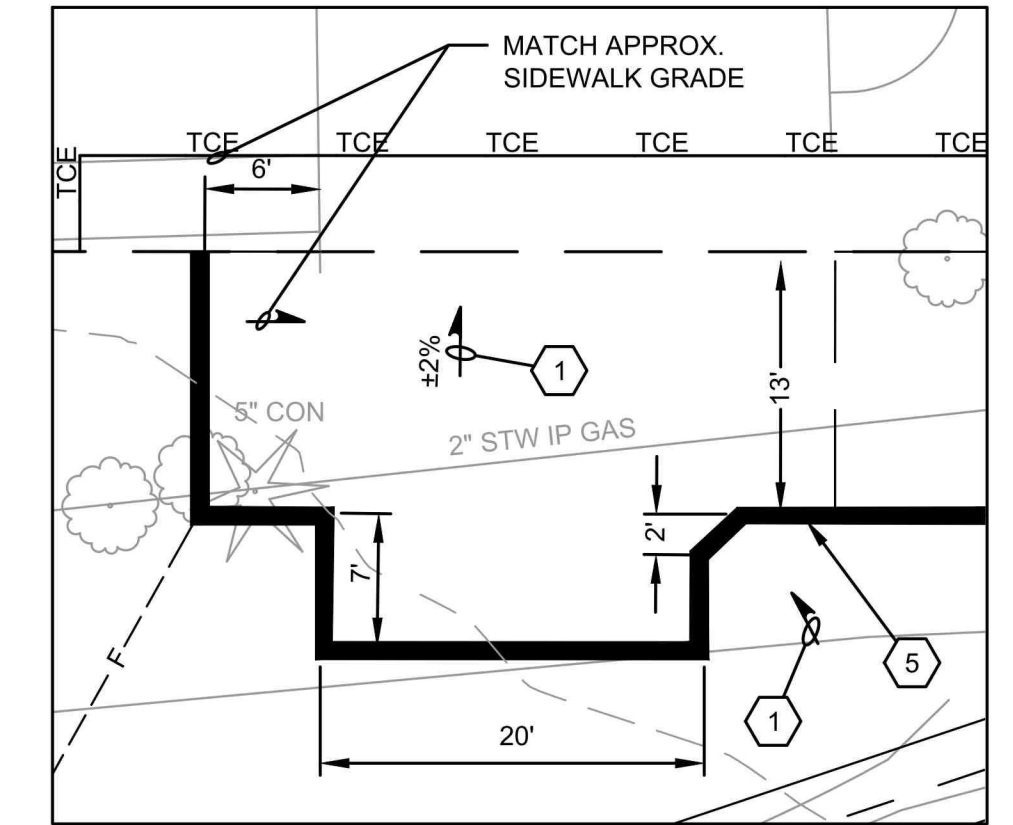 MATCH APPROX.
SIDEWALK GRADE
TCE
TCE
TCE
TCE
TCE
TCE
TCE
6'
±2%
1
13'
5" CON
2" STW IP GAS
2'
7'
F
5
1
20'